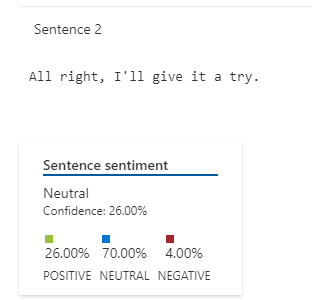 Sentence 2
All right, I'll give it a try.
Sentence sentiment
Neutral
Confidence: 26.00%
26.00% 70.00% 4.00%
POSITIVE NEUTRAL NEGATIVE